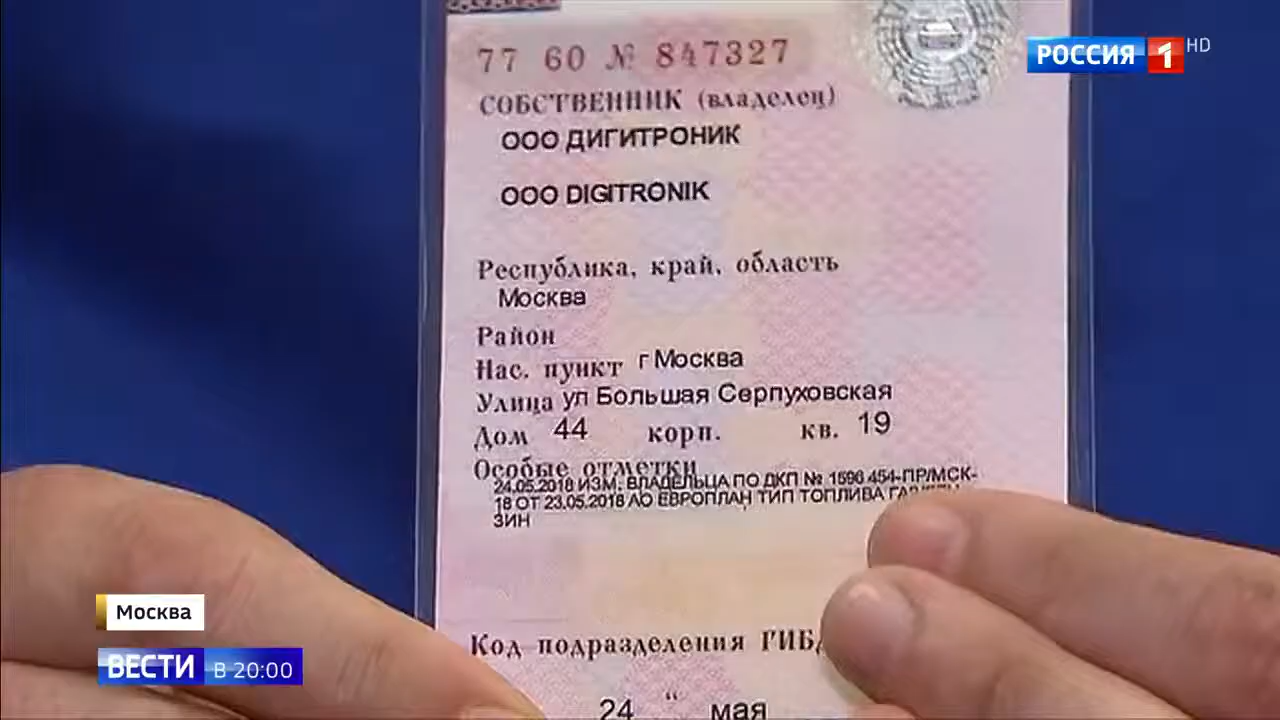 РОССИЯ 1 HD
77 60 № 847327
СОБСТВЕННИК (владелец)
ООО ДИГИТРОНИК
ООО DIGITRONIK
Республика, край, область
Москва
Район
Нас. пункт г Москва
Улица ул Большая Серпуховская
Дом 44 корп. кв. 19
Особые отметки
24.05.2018 ИЗМ. ВЛАДЕЛЬЦА ПО ДКП № 1596 454-ПР/МСК-
18 ОТ 23.05.2018 АО ЕВРОПЛАН, ТИП ТОПЛИВА
ЗИН
Код подразделения
24 " мая
Москва
ВЕСТИ В 20:00